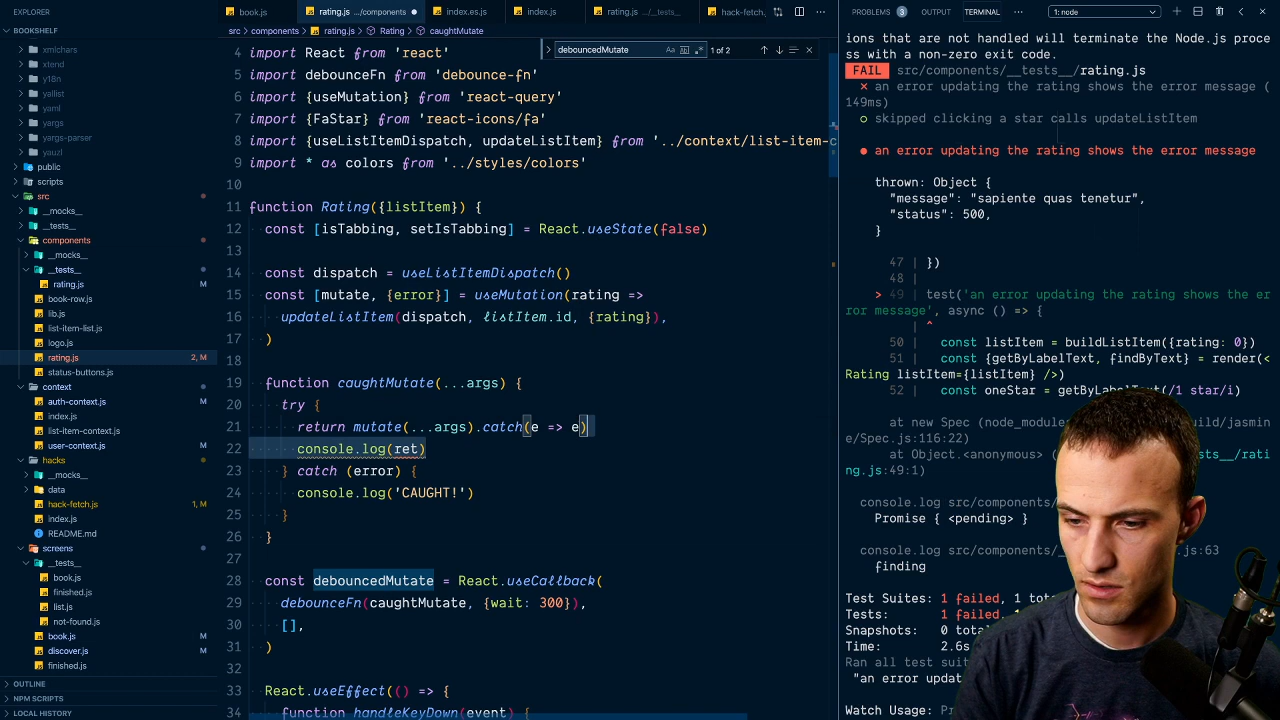 EXPLORER
BOOKSHELF
xmlchars
xtend
y18n
yallist
yaml
yargs
yargs-parser
yauzl
public
scripts
src
__mocks__
__tests__
components
__mocks__
__tests__
rating.js M
book-row.js
lib.js
list-item-list.js
logo.js
rating.js 2, M
status-buttons.js
context
auth-context.js M
index.js
list-item-context.js
user-context.js M
hacks
__mocks__
data
hack-fetch.js 1, M
index.js
README.md
screens
__tests__
book.js
finished.js
list.js
not-found.js
book.js M
discover.js M
finished.js
OUTLINE
NPM SCRIPTS
LOCAL HISTORY
book.js
rating.js .../components
index.es.js
index.js
rating.js .../__tests__
hack-fetch.js
src > components > rating.js > Rating > caughtMutate
debouncedMutate Aa 1 of 2
4 import React from 'react'
5 import debounceFn from 'debounce-fn'
6 import {useMutation} from 'react-query'
7 import {FaStar} from 'react-icons/fa'
8 import {useListItemDispatch, updateListItem} from '../context/list-item-c
9 import * as colors from '../styles/colors'
10
11 function Rating({listItem}) {
12 const [isTabbing, setIsTabbing] = React.useState(false)
13
14 const dispatch = useListItemDispatch()
15 const [mutate, {error}] = useMutation(rating =>
16 updateListItem(dispatch, listItem.id, {rating}),
17 )
18
19 function caughtMutate(...args) {
20 try {
21 return mutate(...args).catch(e => e)
22 console.log(ret)
23 } catch (error) {
24 console.log('CAUGHT!')
25 }
26 }
27
28 const debouncedMutate = React.useCallback(
29 debounceFn(caughtMutate, {wait: 300}),
30 [],
31 )
32
33 React.useEffect(() => {
34 function handleKeyDown(event) {
PROBLEMS 3 OUTPUT TERMINAL ... 1: node
ions that are not handled will terminate the Node.js proce
ss with a non-zero exit code.
FAIL src/components/__tests__/rating.js
✕ an error updating the rating shows the error message (
149ms)
○ skipped clicking a star calls updateListItem
● an error updating the rating shows the error message
thrown: Object {
"message": "sapiente quas tenetur",
"status": 500,
}
47 | })
48 |
> 49 | test('an error updating the rating shows the er
ror message', async () => {
| ^
50 | const listItem = buildListItem({rating: 0})
51 | const {getByLabelText, findByText} = render(<
Rating listItem={listItem} />)
52 | const oneStar = getByLabelText(/1 star/i)
at new Spec (node_modules
build/jasmin
e/Spec.js:116:22)
at Object.<anonymous> (
ts__/rati
ng.js:49:1)
console.log src/components/
Promise { <pending> }
console.log src/components/_
.js:63
finding
Test Suites: 1 failed, 1 tota
Tests: 1 failed,
Snapshots: 0 total
Time: 2.6s
Ran all test suit
"an error updat
Watch Usage: Pr